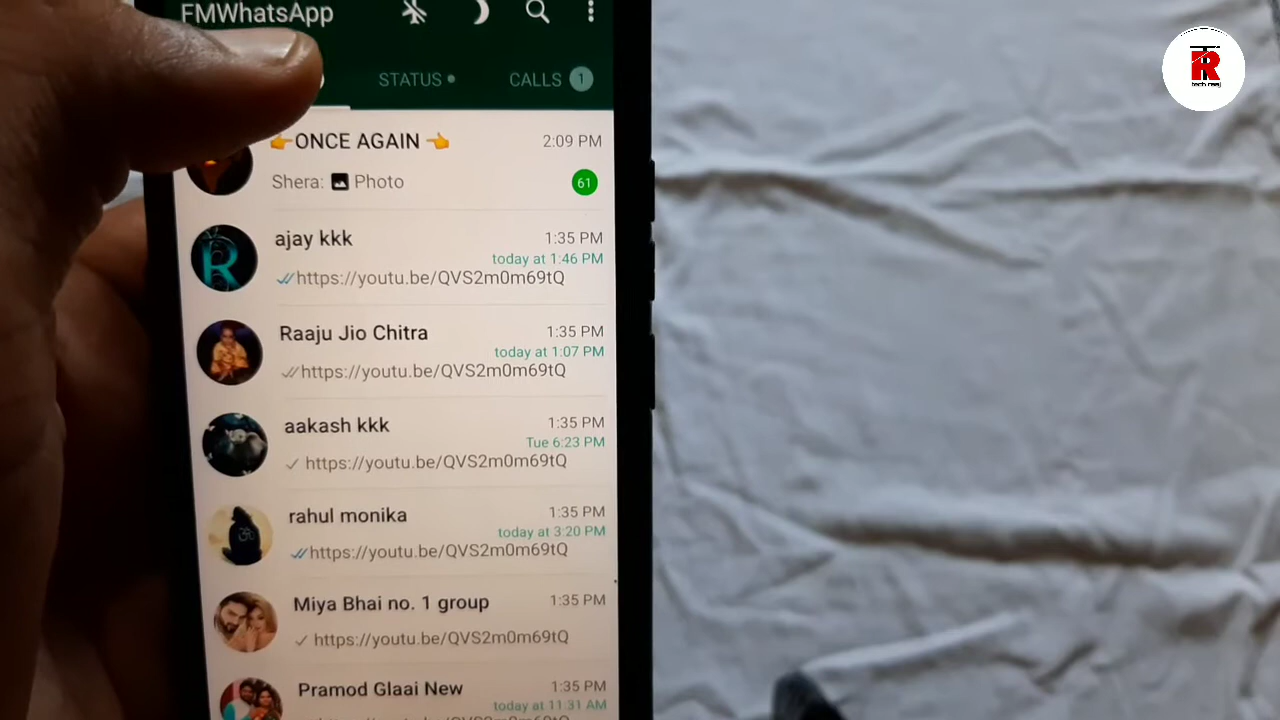 FMWhatsApp
STATUS
CALLS 1
👉ONCE AGAIN 👈 2:09 PM
Shera: Photo 61
ajay kkk 1:35 PM
today at 1:46 PM
https://youtu.be/QVS2m0m69tQ
Raaju Jio Chitra 1:35 PM
today at 1:07 PM
https://youtu.be/QVS2m0m69tQ
aakash kkk 1:35 PM
Tue 6:23 PM
https://youtu.be/QVS2m0m69tQ
rahul monika 1:35 PM
today at 3:20 PM
https://youtu.be/QVS2m0m69tQ
Miya Bhai no. 1 group 1:35 PM
https://youtu.be/QVS2m0m69tQ
Pramod Glaai New 1:35 PM
today at 11:31 AM
TR
tech raaj